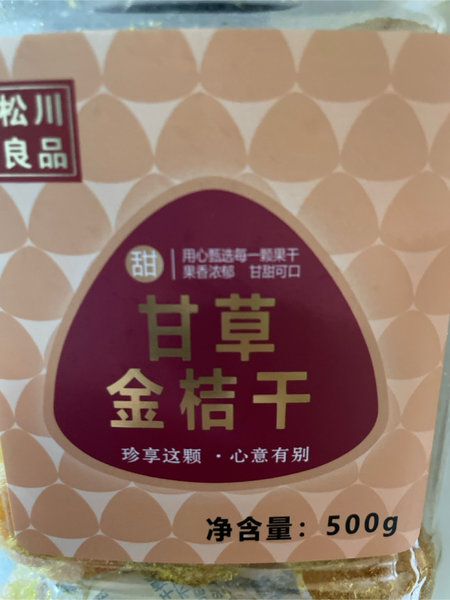 松川
良品
甜
用心甄选每一颗果干
果香浓郁 甘甜可口
甘草
金桔干
珍享这颗·心意有别
净含量：500g